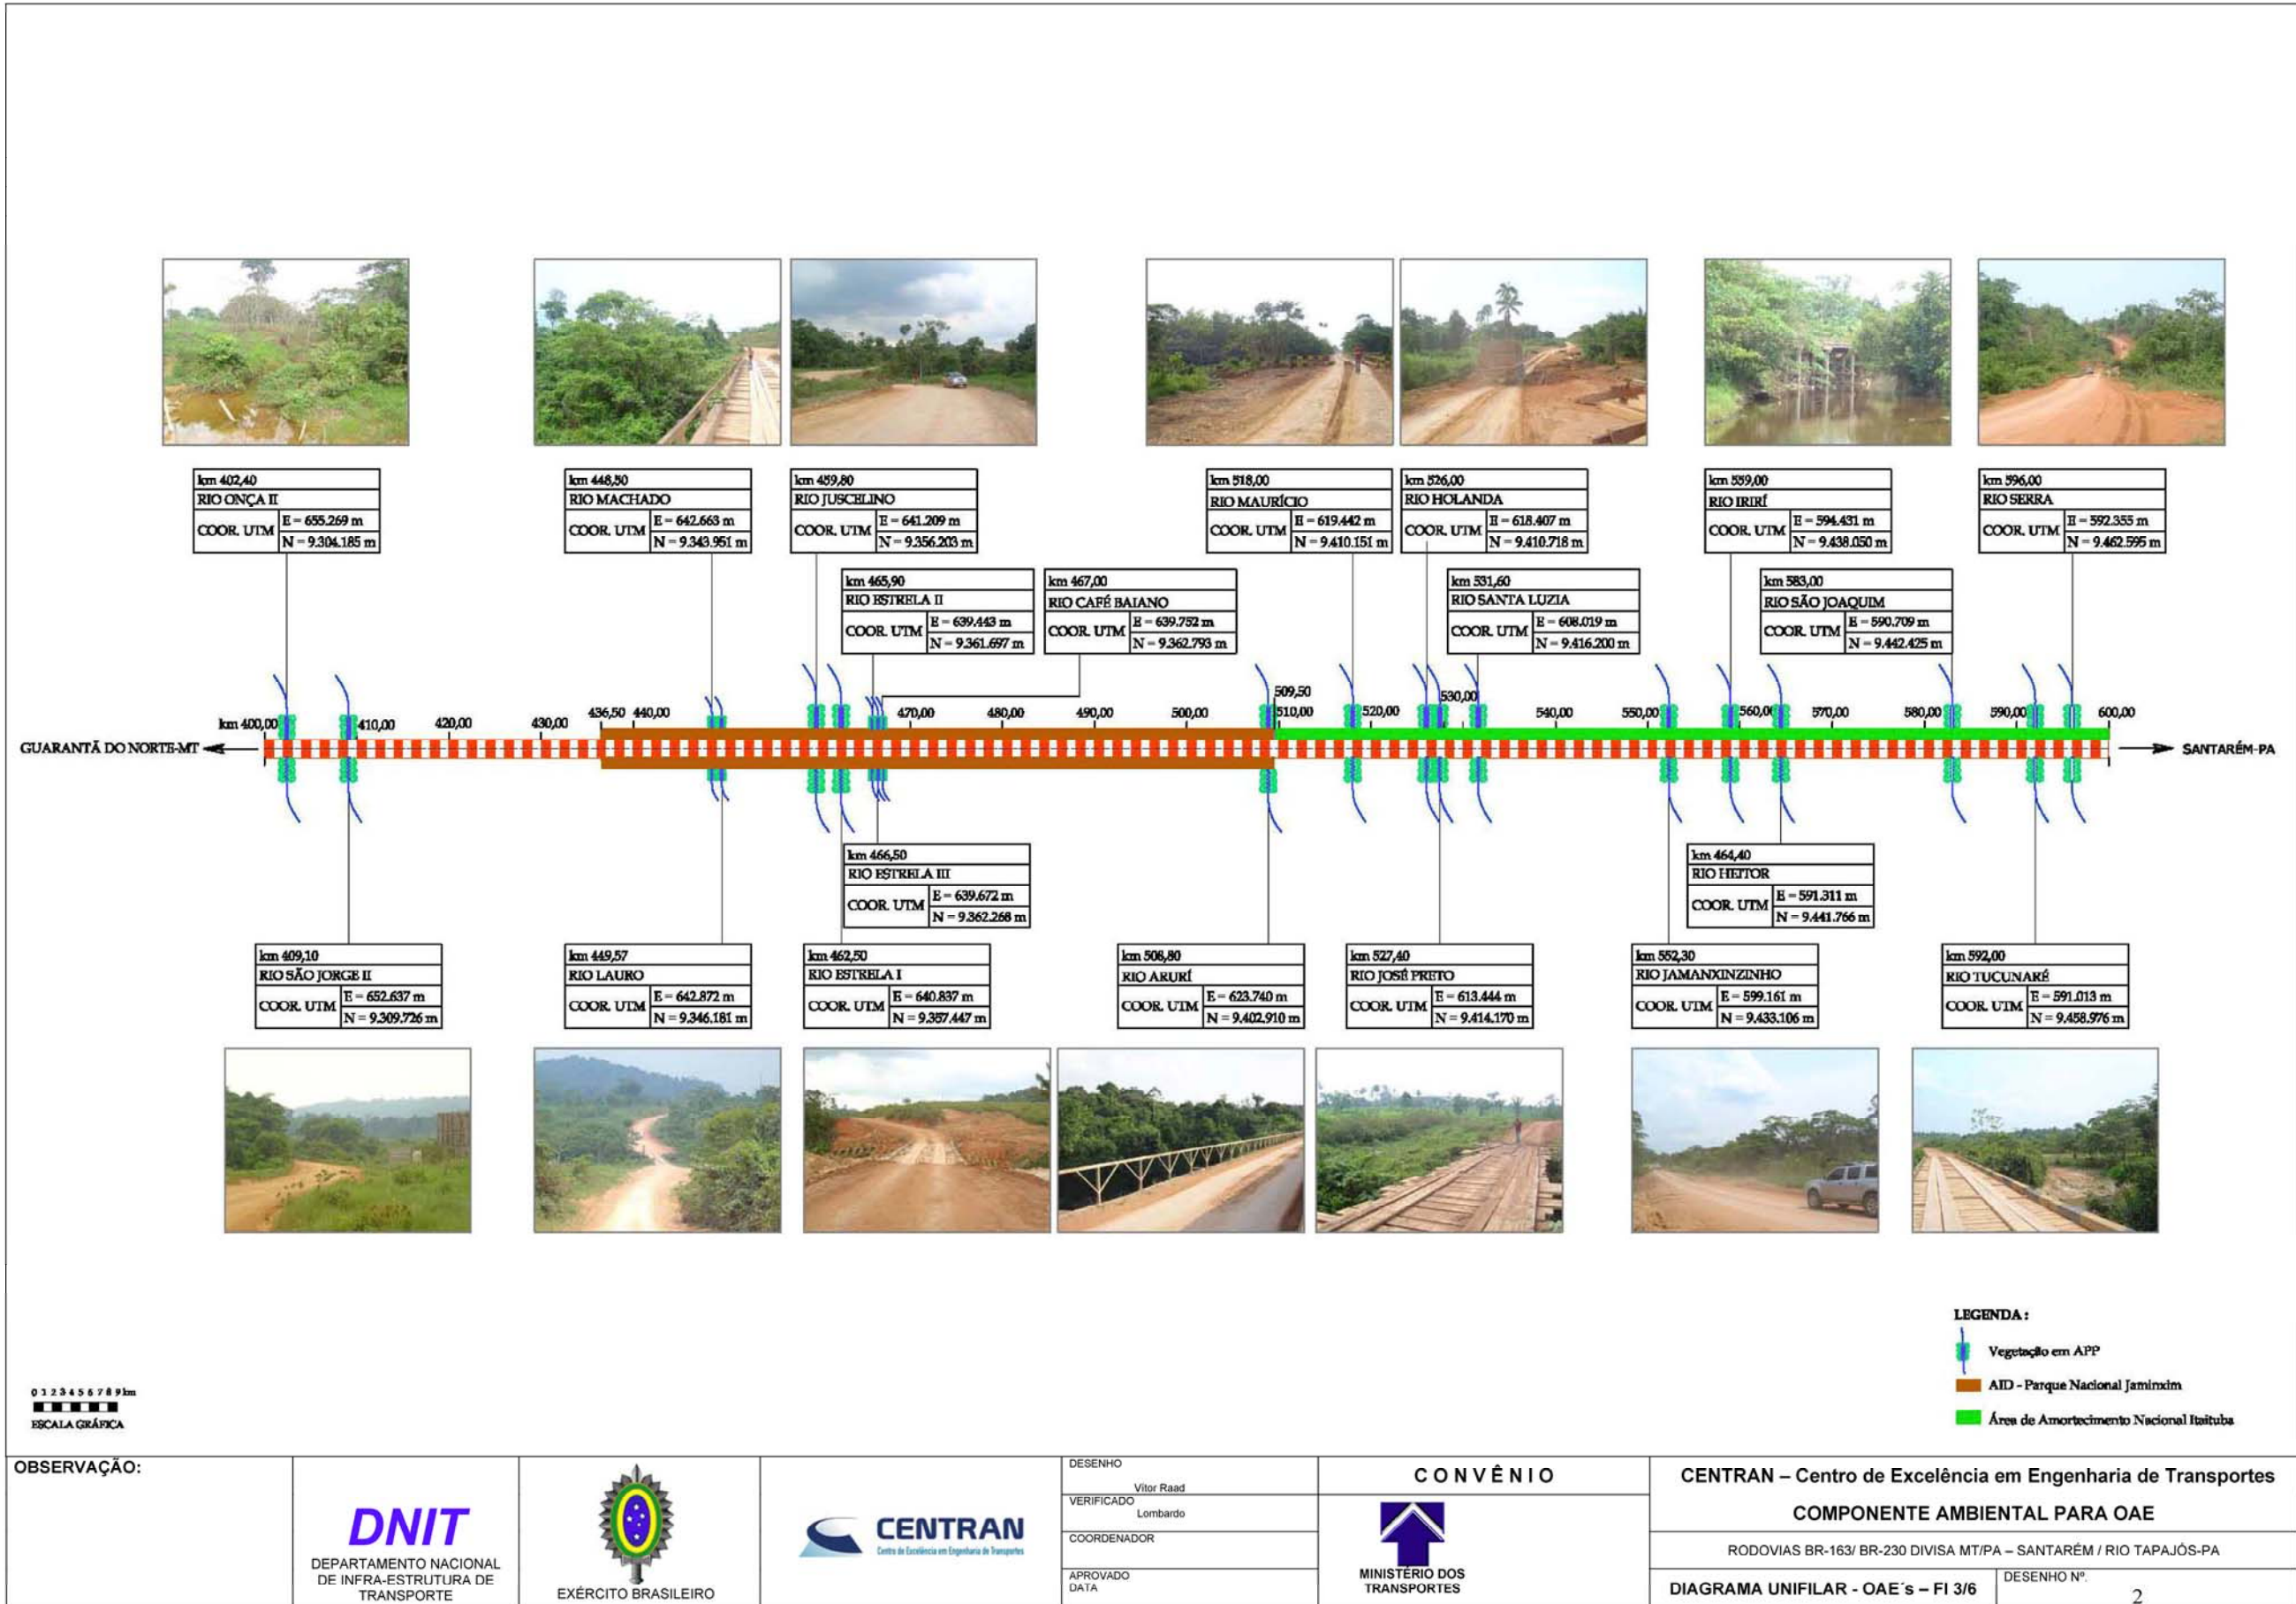 km 402,40
RIO ONÇA II
COOR. UTM
E = 655.269 m
N = 9.304.185 m
km 448,50
RIO MACHADO
COOR. UTM
E = 642.663 m
N = 9.343.951 m
km 459,80
RIO JUSCELINO
COOR. UTM
E = 641.209 m
N = 9.356.203 m
km 518,00
RIO MAURÍCIO
COOR. UTM
E = 619.442 m
N = 9.410.151 m
km 526,00
RIO HOLANDA
COOR. UTM
E = 618.407 m
N = 9.410.718 m
km 559,00
RIO IRIRÍ
COOR. UTM
E = 594.431 m
N = 9.438.050 m
km 596,00
RIO SERRA
COOR. UTM
E = 592.355 m
N = 9.462.595 m
km 465,90
RIO ESTRELA II
COOR. UTM
E = 639.443 m
N = 9.361.697 m
km 467,00
RIO CAFÉ BAIANO
COOR. UTM
E = 639.752 m
N = 9.362.793 m
km 531,60
RIO SANTA LUZIA
COOR. UTM
E = 608.019 m
N = 9.416.200 m
km 583,00
RIO SÃO JOAQUIM
COOR. UTM
E = 590.709 m
N = 9.442.425 m
km 400,00
410,00
420,00
430,00
436,50
440,00
470,00
480,00
490,00
500,00
509,50
510,00
520,00
530,00
540,00
550,00
560,00
570,00
580,00
590,00
600,00
GUARANTÃ DO NORTE-MT
SANTARÉM-PA
km 466,50
RIO ESTRELA III
COOR. UTM
E = 639.672 m
N = 9.362.268 m
km 464,40
RIO HEITOR
COOR. UTM
E = 591.311 m
N = 9.441.766 m
km 409,10
RIO SÃO JORGE II
COOR. UTM
E = 652.637 m
N = 9.309.726 m
km 449,57
RIO LAURO
COOR. UTM
E = 642.872 m
N = 9.346.181 m
km 462,50
RIO ESTRELA I
COOR. UTM
E = 640.837 m
N = 9.357.447 m
km 508,80
RIO ARURÍ
COOR. UTM
E = 623.740 m
N = 9.402.910 m
km 527,40
RIO JOSÉ PRETO
COOR. UTM
E = 613.444 m
N = 9.414.170 m
km 552,30
RIO JAMANXINZINHO
COOR. UTM
E = 599.161 m
N = 9.433.106 m
km 592,00
RIO TUCUNARÉ
COOR. UTM
E = 591.013 m
N = 9.458.976 m
LEGENDA :
Vegetação em APP
AID - Parque Nacional Jaminxim
Área de Amortecimento Nacional Itaituba
0 1 2 3 4 5 6 7 8 9 km
ESCALA GRÁFICA
OBSERVAÇÃO:
DNIT
DEPARTAMENTO NACIONAL
DE INFRA-ESTRUTURA DE
TRANSPORTE
EXÉRCITO BRASILEIRO
CENTRAN
Centro de Excelência em Engenharia de Transportes
DESENHO
Vitor Raad
VERIFICADO
Lombardo
COORDENADOR
APROVADO
DATA
CONVÊNIO
MINISTÉRIO DOS
TRANSPORTES
CENTRAN – Centro de Excelência em Engenharia de Transportes
COMPONENTE AMBIENTAL PARA OAE
RODOVIAS BR-163/ BR-230 DIVISA MT/PA – SANTARÉM / RIO TAPAJÓS-PA
DIAGRAMA UNIFILAR - OAE´s – FI 3/6
DESENHO Nº.
2